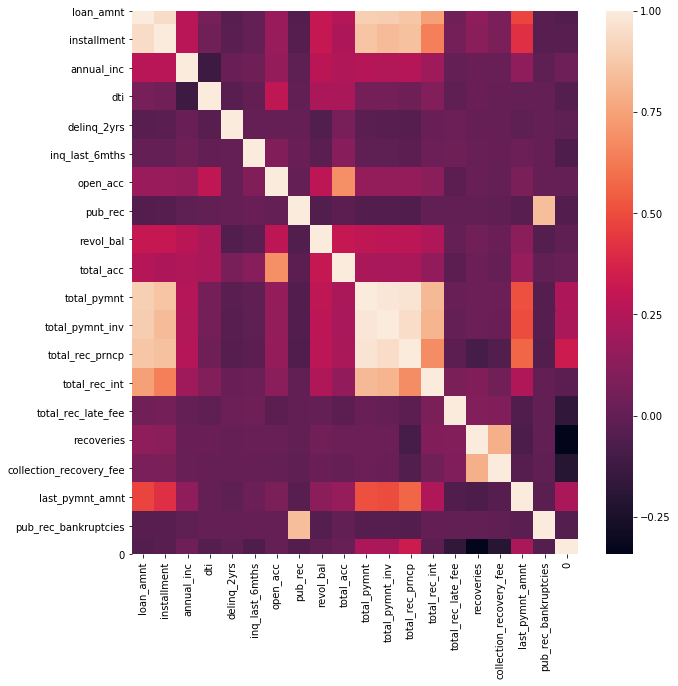 loan_amnt
installment
annual_inc
dti
delinq_2yrs
inq_last_6mths
open_acc
pub_rec
revol_bal
total_acc
total_pymnt
total_pymnt_inv
total_rec_prncp
total_rec_int
total_rec_late_fee
recoveries
collection_recovery_fee
last_pymnt_amnt
pub_rec_bankruptcies
0
loan_amnt
installment
annual_inc
dti
delinq_2yrs
inq_last_6mths
open_acc
pub_rec
revol_bal
total_acc
total_pymnt
total_pymnt_inv
total_rec_prncp
total_rec_int
total_rec_late_fee
recoveries
collection_recovery_fee
last_pymnt_amnt
pub_rec_bankruptcies
0
1.00
0.75
0.50
0.25
0.00
−0.25